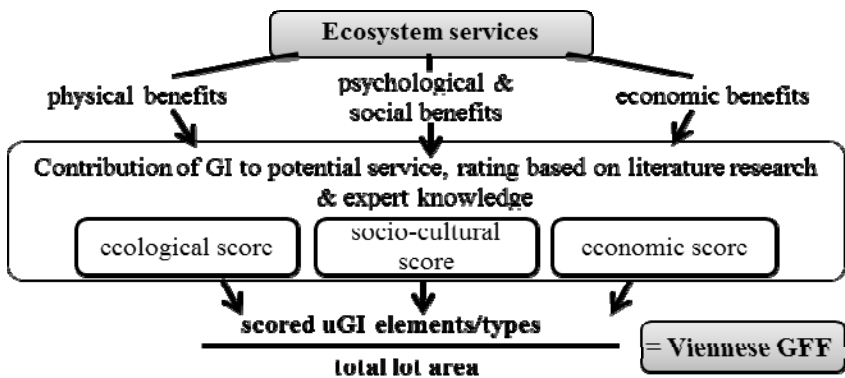 Ecosystem services
physical benefits
psychological &
social benefits
economic benefits
Contribution of GI to potential service, rating based on literature research
& expert knowledge
ecological score
socio-cultural
score
economic score
scored uGI elements/types
total lot area
= Viennese GFF